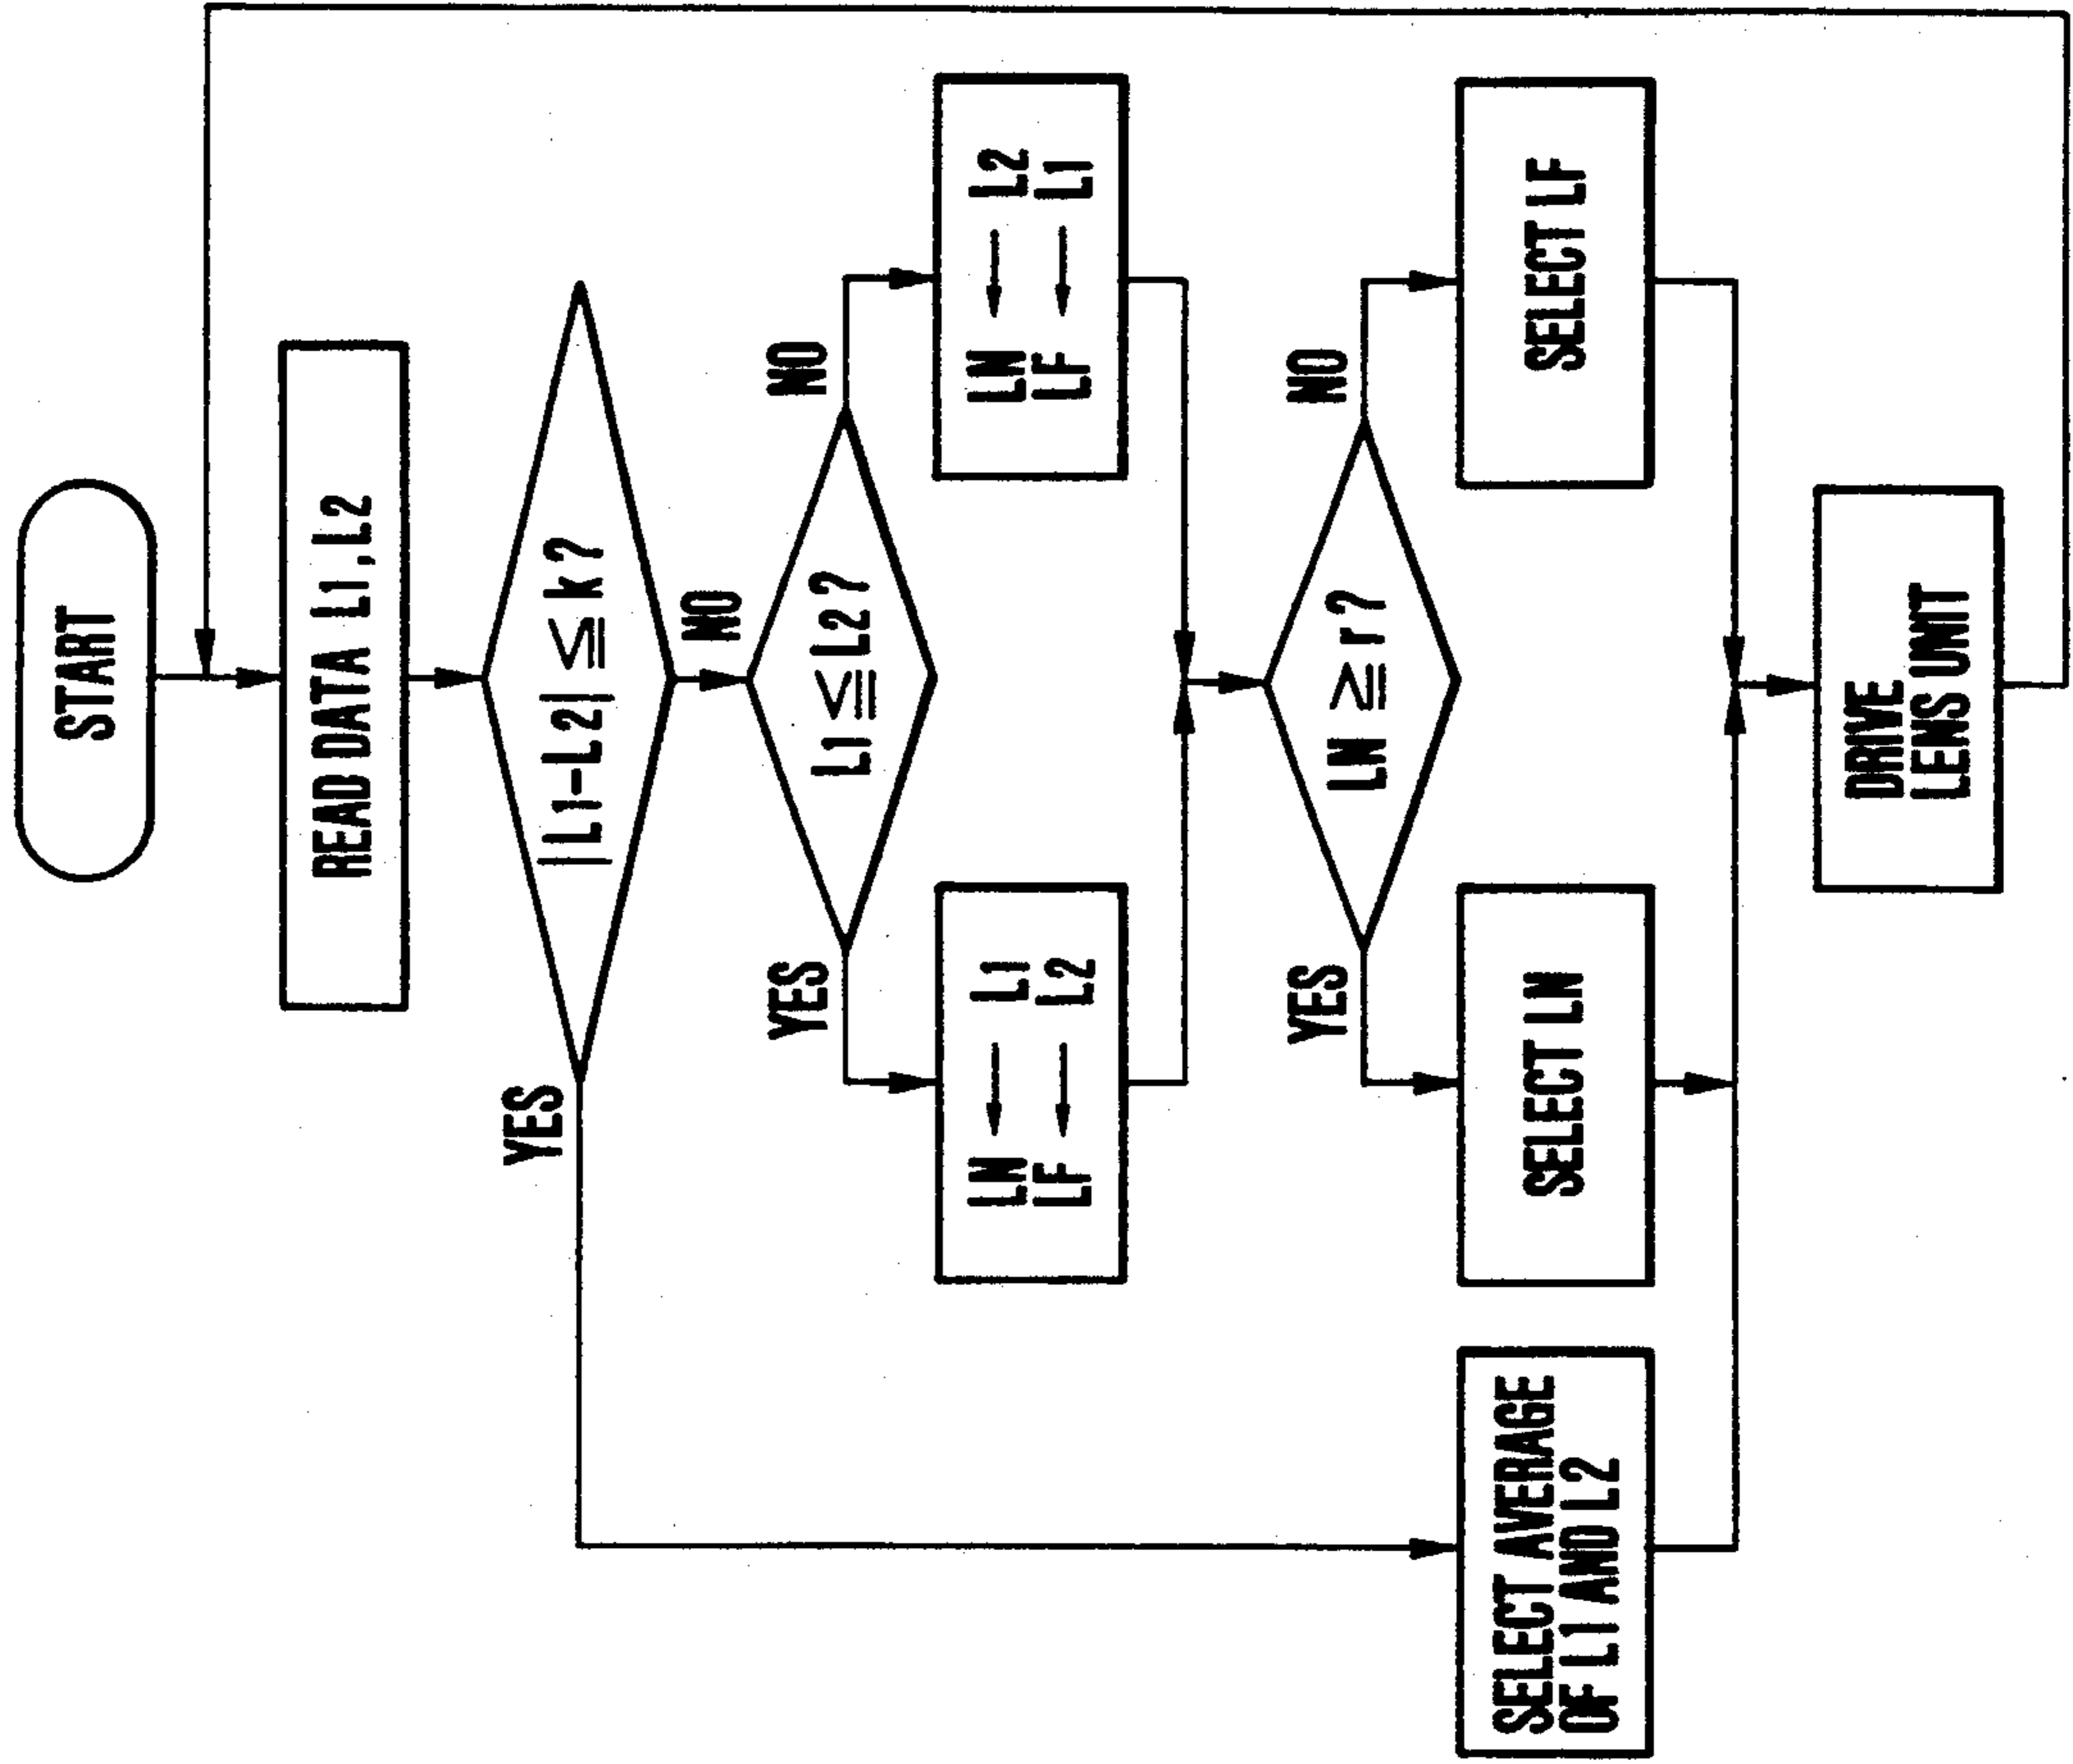 START
READ DATA L1, L2
|L1-L2| ≦ k?
YES
NO
L1 ≦ L2?
YES
NO
LN ← L1
LF ← L2
LN ← L2
LF ← L1
LN ≧ r?
YES
NO
SELECT AVERAGE
OF L1 AND L2
SELECT LN
SELECT LF
DRIVE
LENS UNIT